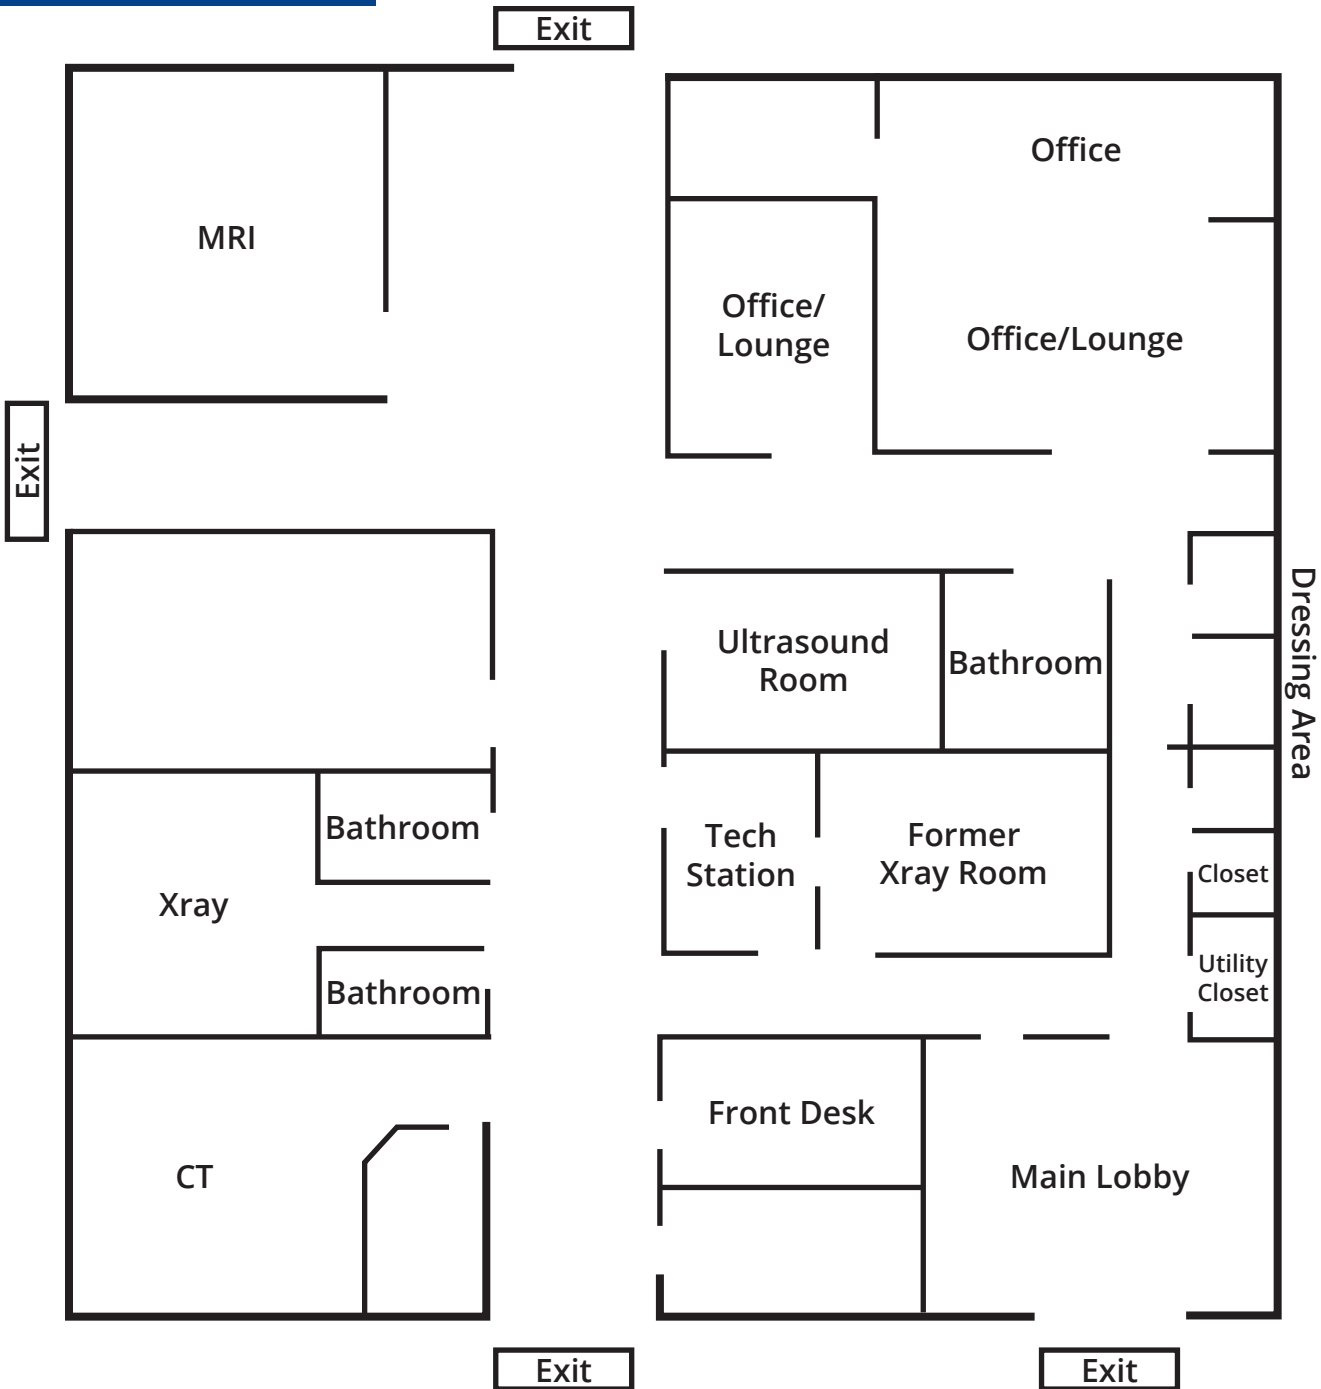 Exit
Office
MRI
Office/
Lounge
Office/Lounge
Exit
Dressing Area
Ultrasound
Room
Bathroom
Bathroom
Tech
Station
Former
Xray Room
Closet
Xray
Utility
Closet
Bathroom
Front Desk
CT
Main Lobby
Exit
Exit